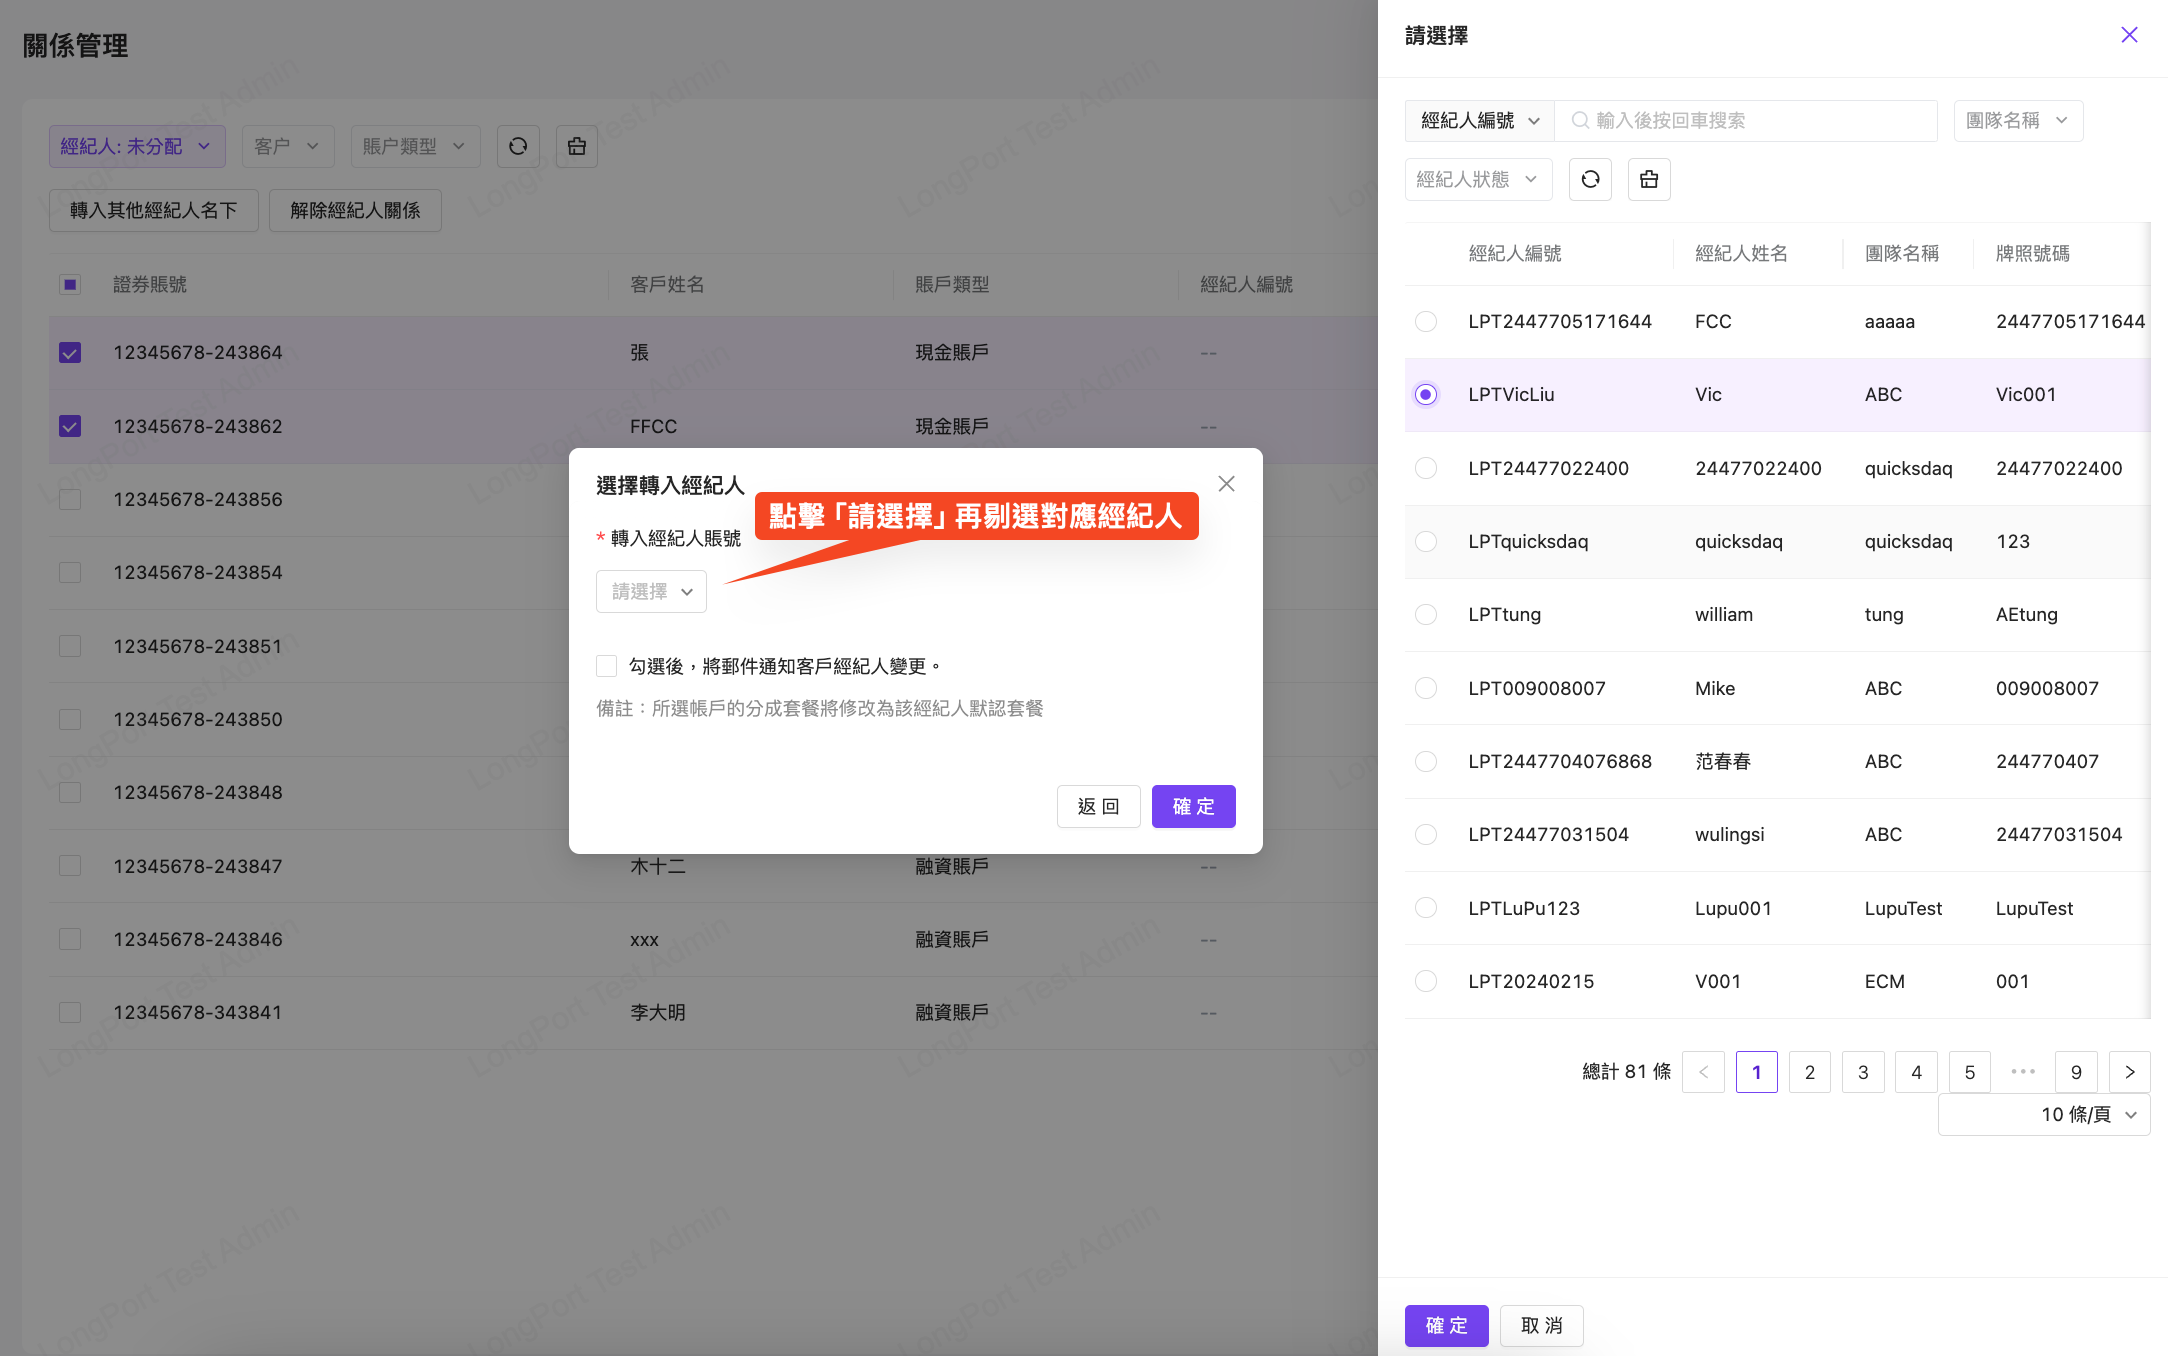 關係管理
經紀人: 未分配
客户
賬户類型
轉入其他經紀人名下
解除經紀人關係
證券賬號
客戶姓名
賬戶類型
經紀人編號
12345678-243864
張
現金賬戶
--
12345678-243862
FFCC
現金賬戶
--
12345678-243856
12345678-243854
12345678-243851
12345678-243850
12345678-243848
12345678-243847
木十二
融資賬戶
--
12345678-243846
xxx
融資賬戶
--
12345678-343841
李大明
融資賬戶
--
選擇轉入經紀人
點擊「請選擇」再剔選對應經紀人
* 轉入經紀人賬號
請選擇
勾選後，將郵件通知客戶經紀人變更。
備註：所選帳戶的分成套餐將修改為該經紀人默認套餐
返 回
確 定
請選擇
經紀人編號
輸入後按回車搜索
團隊名稱
經紀人狀態
經紀人編號
經紀人姓名
團隊名稱
牌照號碼
LPT2447705171644
FCC
aaaaa
2447705171644
LPTVicLiu
Vic
ABC
Vic001
LPT24477022400
24477022400
quicksdaq
24477022400
LPTquicksdaq
quicksdaq
quicksdaq
123
LPTtung
william
tung
AEtung
LPT009008007
Mike
ABC
009008007
LPT2447704076868
范春春
ABC
244770407
LPT24477031504
wulingsi
ABC
24477031504
LPTLuPu123
Lupu001
LupuTest
LupuTest
LPT20240215
V001
ECM
001
總計 81 條
1
2
3
4
5
•••
9
10 條/頁
確 定
取 消
LongPort Test Admin